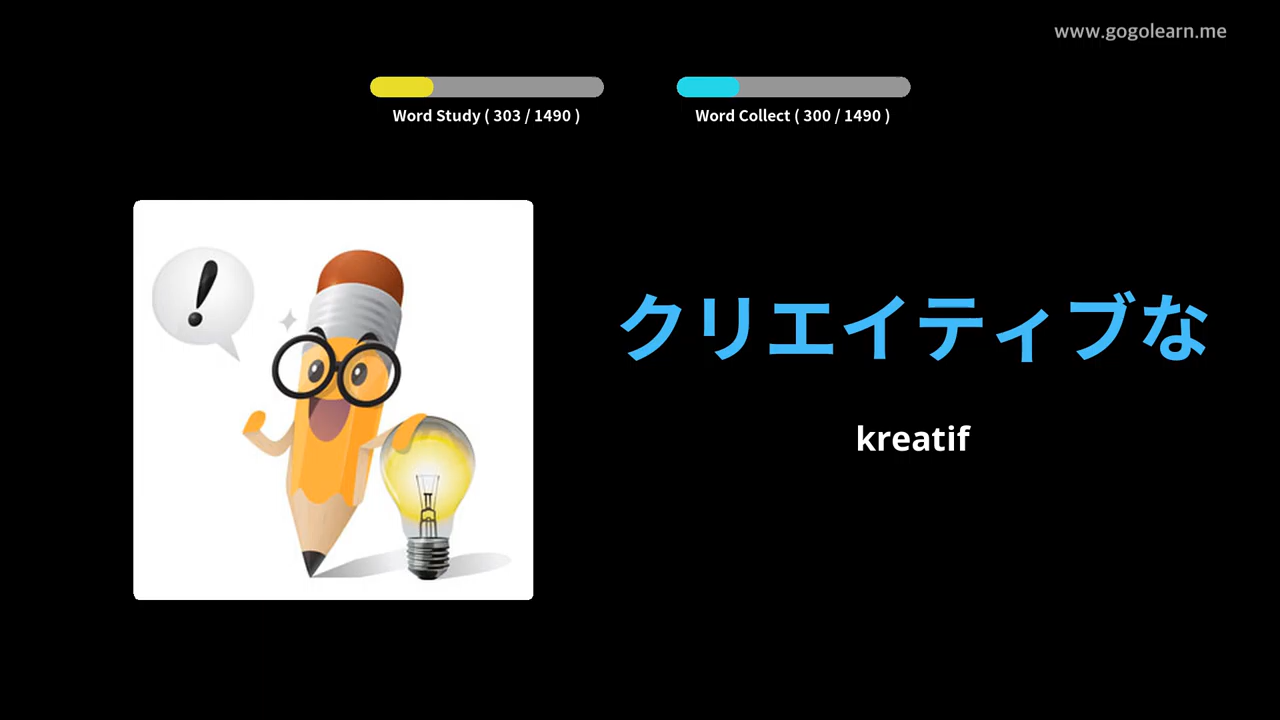 www.gogolearn.me
Word Study ( 303 / 1490 )
Word Collect ( 300 / 1490 )
!
クリエイティブな
kreatif